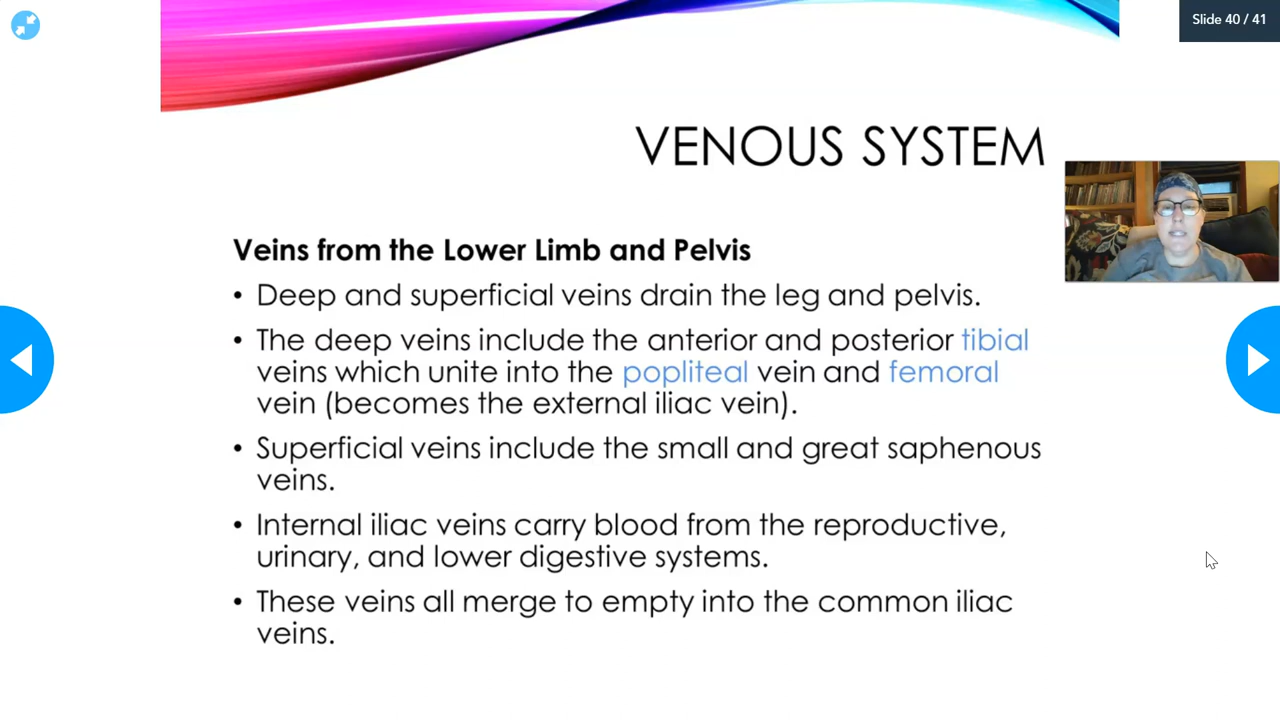 Slide 40 / 41
VENOUS SYSTEM
Veins from the Lower Limb and Pelvis
• Deep and superficial veins drain the leg and pelvis.
• The deep veins include the anterior and posterior tibial
veins which unite into the popliteal vein and femoral
vein (becomes the external iliac vein).
• Superficial veins include the small and great saphenous
veins.
• Internal iliac veins carry blood from the reproductive,
urinary, and lower digestive systems.
• These veins all merge to empty into the common iliac
veins.